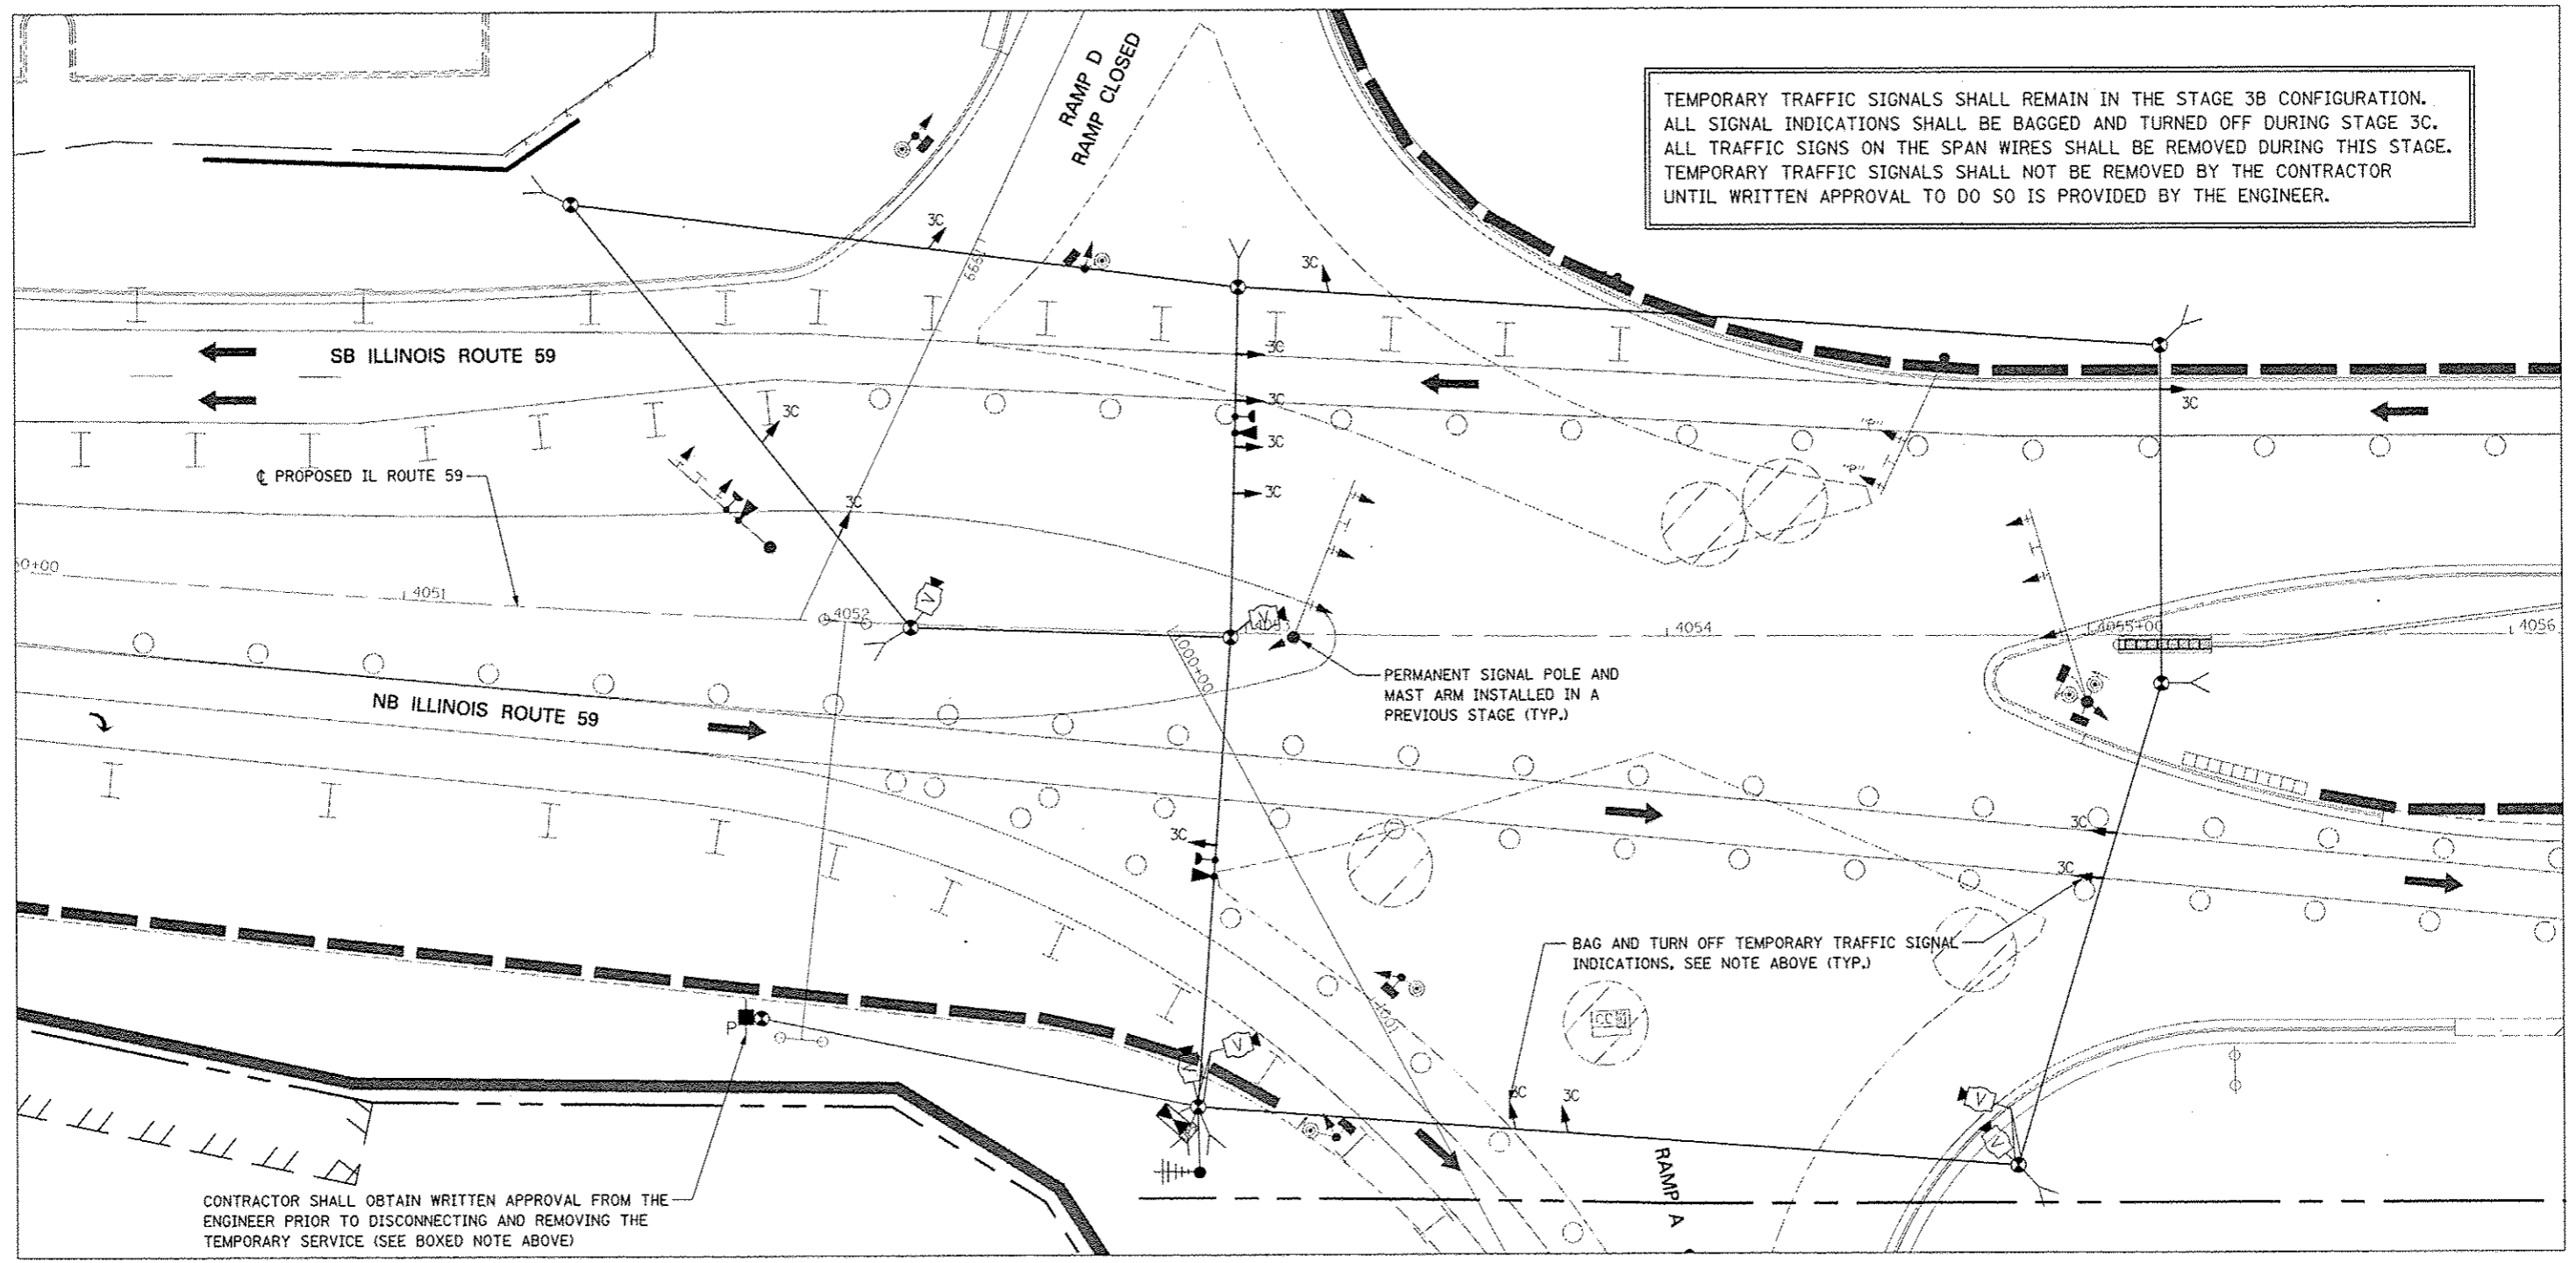 RAMP D
RAMP CLOSED
TEMPORARY TRAFFIC SIGNALS SHALL REMAIN IN THE STAGE 3B CONFIGURATION.
ALL SIGNAL INDICATIONS SHALL BE BAGGED AND TURNED OFF DURING STAGE 3C.
ALL TRAFFIC SIGNS ON THE SPAN WIRES SHALL BE REMOVED DURING THIS STAGE.
TEMPORARY TRAFFIC SIGNALS SHALL NOT BE REMOVED BY THE CONTRACTOR
UNTIL WRITTEN APPROVAL TO DO SO IS PROVIDED BY THE ENGINEER.
3C
3C
3C
SB ILLINOIS ROUTE 59
3C
3C
3C
3C
"P"
"P"
3C
℄ PROPOSED IL ROUTE 59
3C
3C
50+00
4051
4052
4054
4055+00
4056
V
V
1000+00
PERMANENT SIGNAL POLE AND
MAST ARM INSTALLED IN A
PREVIOUS STAGE (TYP.)
NB ILLINOIS ROUTE 59
3C
3C
3C
BAG AND TURN OFF TEMPORARY TRAFFIC SIGNAL
INDICATIONS, SEE NOTE ABOVE (TYP.)
P
V
V
V
3C
3C
RAMP A
CONTRACTOR SHALL OBTAIN WRITTEN APPROVAL FROM THE
ENGINEER PRIOR TO DISCONNECTING AND REMOVING THE
TEMPORARY SERVICE (SEE BOXED NOTE ABOVE)